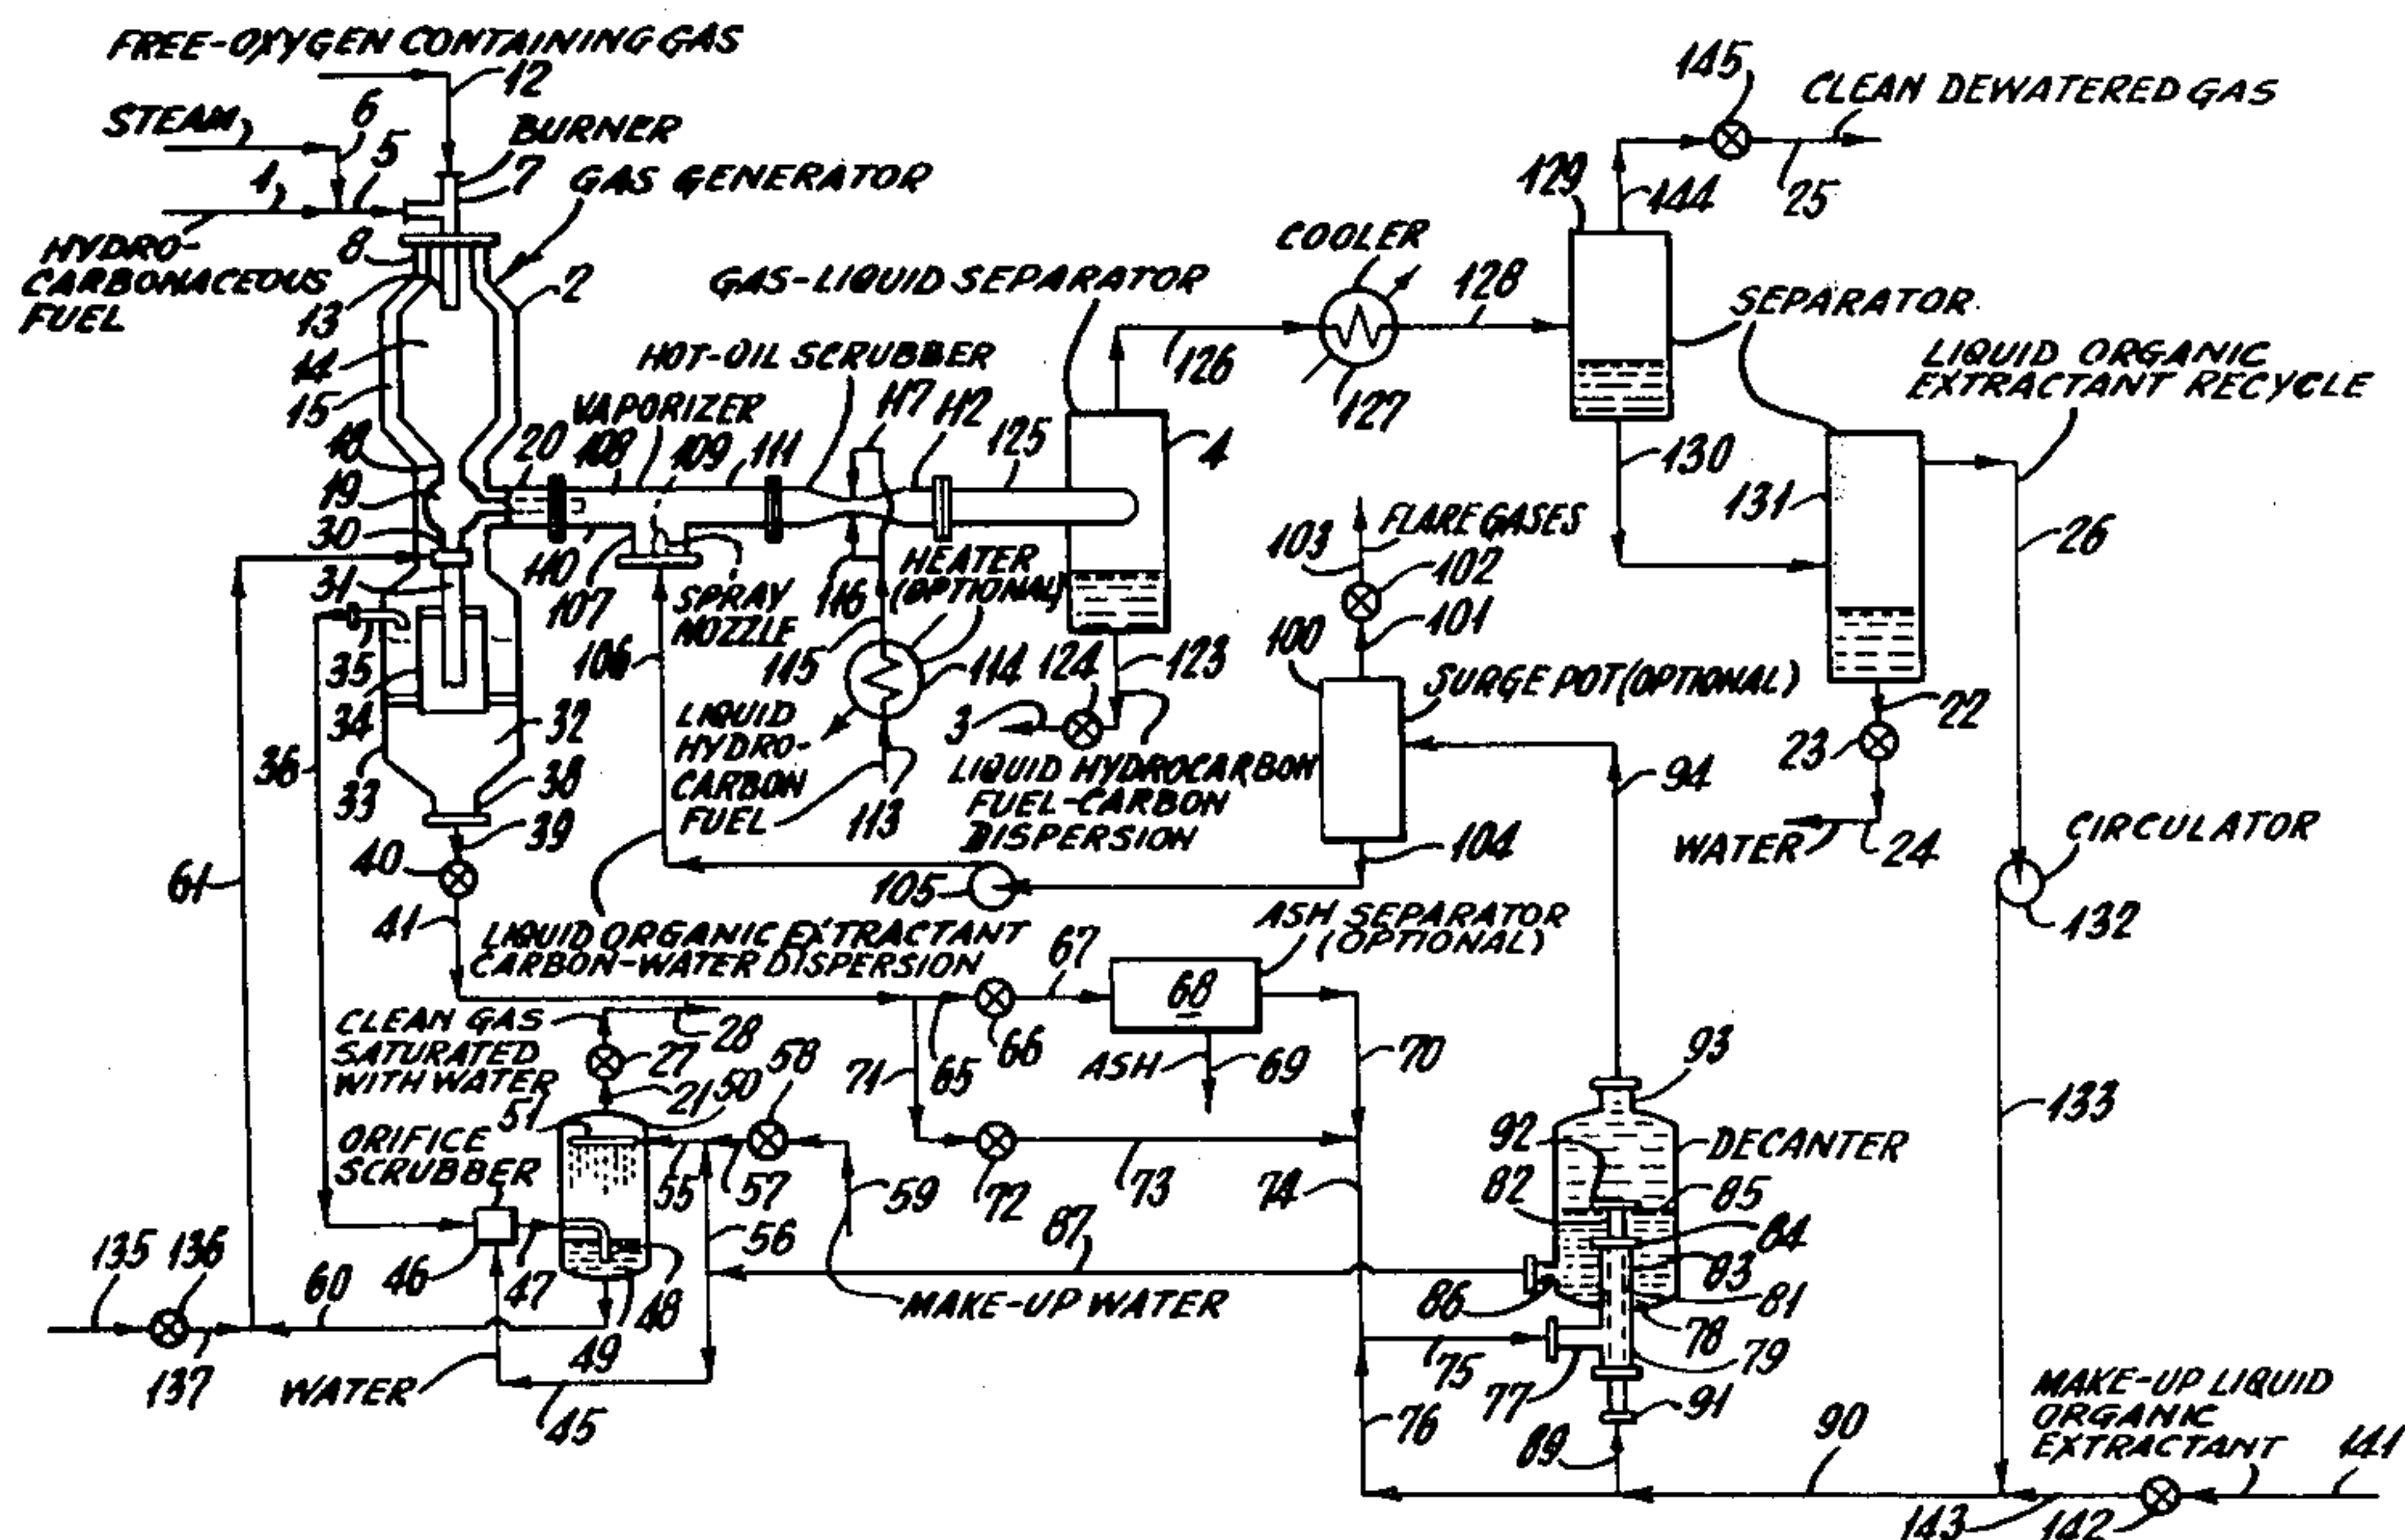 FREE-OXYGEN CONTAINING GAS
12
6
STEAM
5
BURNER
1
7
GAS GENERATOR
HYDRO-
CARBONACEOUS
FUEL
8
13
2
14
15
18
19
20
30
31
GAS-LIQUID SEPARATOR
HOT-OIL SCRUBBER
VAPORIZER
108
109
111
117
112
125
4
110
107
SPRAY
NOZZLE
116
HEATER
(OPTIONAL)
115
114
106
113
LIQUID
HYDRO-
CARBON
FUEL
COOLER
126
127
128
129
144
145
CLEAN DEWATERED GAS
25
SEPARATOR
130
131
LIQUID ORGANIC
EXTRACTANT RECYCLE
26
103
FLARE GASES
102
101
100
SURGE POT (OPTIONAL)
124
123
3
LIQUID HYDROCARBON
FUEL-CARBON
DISPERSION
22
23
WATER
24
94
104
105
CIRCULATOR
132
35
34
33
32
36
38
39
40
61
41
LIQUID ORGANIC EXTRACTANT
CARBON-WATER DISPERSION
67
ASH SEPARATOR
(OPTIONAL)
68
65
66
ASH
69
70
71
72
73
74
CLEAN GAS
SATURATED
WITH WATER
28
27
21
50
58
51
ORIFICE
SCRUBBER
55
57
59
56
87
46
47
48
49
MAKE-UP WATER
135
136
60
137
WATER
45
93
92
DECANTER
82
85
84
83
86
81
78
75
79
77
91
76
89
133
90
MAKE-UP LIQUID
ORGANIC
EXTRACTANT
141
143
142